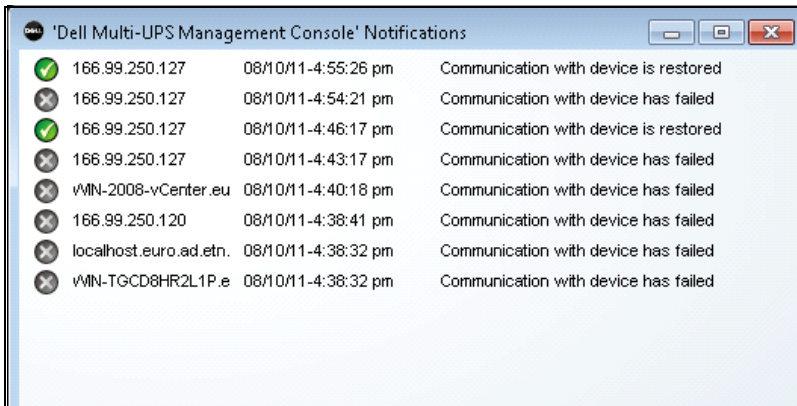 DELL 'Dell Multi-UPS Management Console' Notifications
166.99.250.127 08/10/11-4:55:26 pm Communication with device is restored
166.99.250.127 08/10/11-4:54:21 pm Communication with device has failed
166.99.250.127 08/10/11-4:46:17 pm Communication with device is restored
166.99.250.127 08/10/11-4:43:17 pm Communication with device has failed
WIN-2008-vCenter.eu 08/10/11-4:40:18 pm Communication with device has failed
166.99.250.120 08/10/11-4:38:41 pm Communication with device has failed
localhost.euro.ad.etn. 08/10/11-4:38:32 pm Communication with device has failed
WIN-TGCD8HR2L1P.e 08/10/11-4:38:32 pm Communication with device has failed